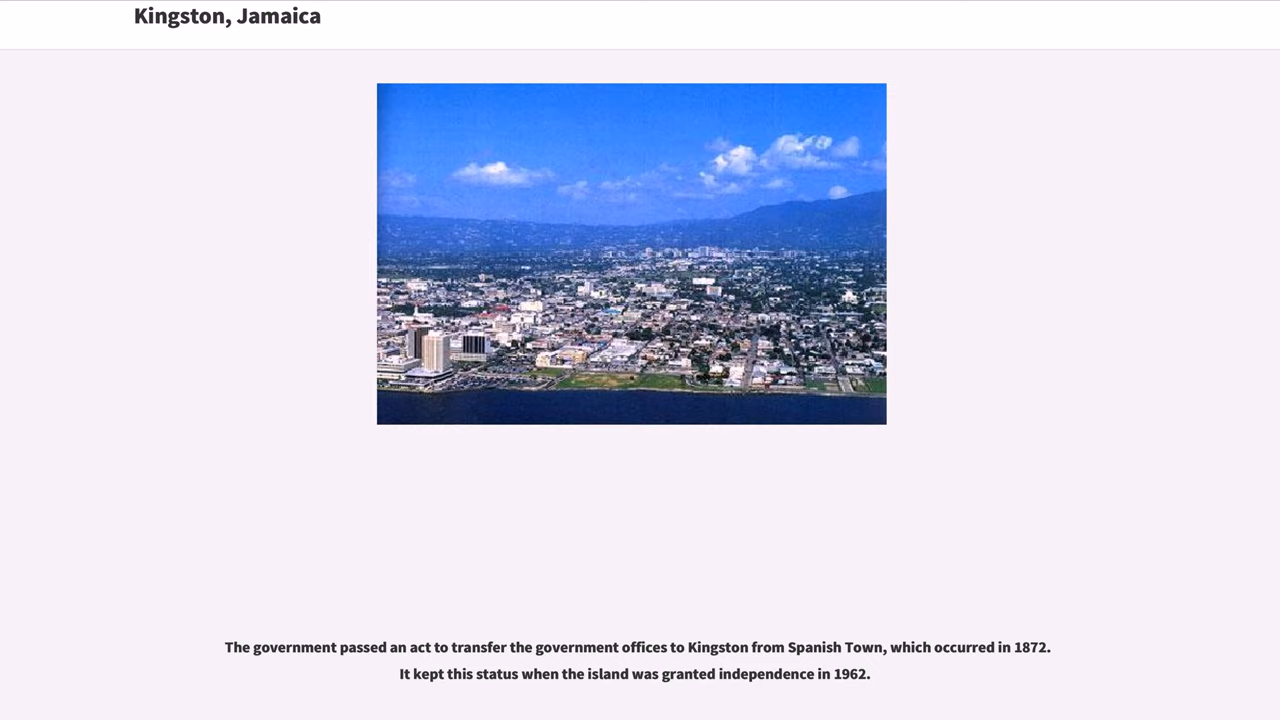 Kingston, Jamaica
The government passed an act to transfer the government offices to Kingston from Spanish Town, which occurred in 1872.
It kept this status when the island was granted independence in 1962.